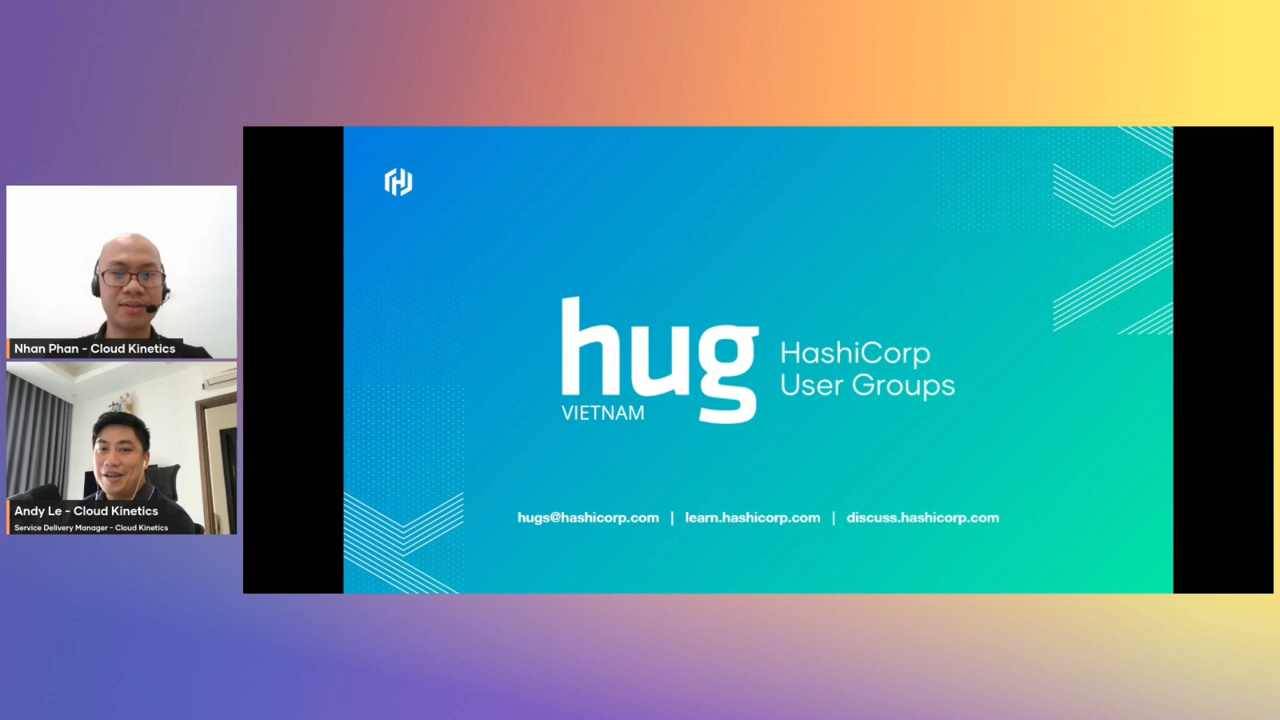 Nhan Phan - Cloud Kinetics
Andy Le - Cloud Kinetics
Service Delivery Manager - Cloud Kinetics
hug
VIETNAM
HashiCorp
User Groups
hugs@hashicorp.com | learn.hashicorp.com | discuss.hashicorp.com